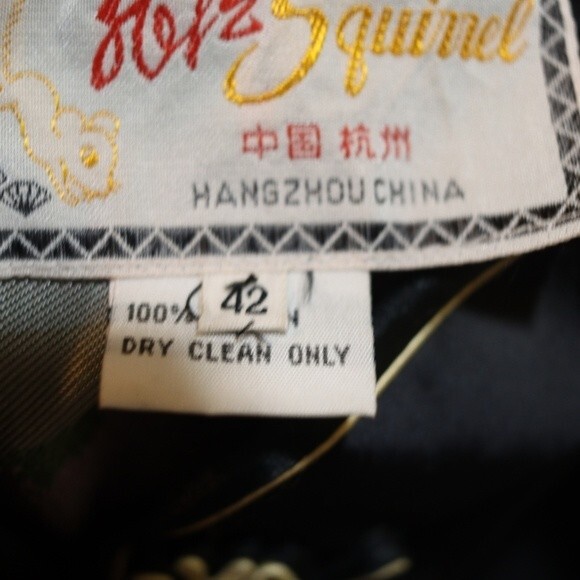 Squirrel
中国 杭州
HANGZHOU CHINA
42
100%
DRY CLEAN ONLY